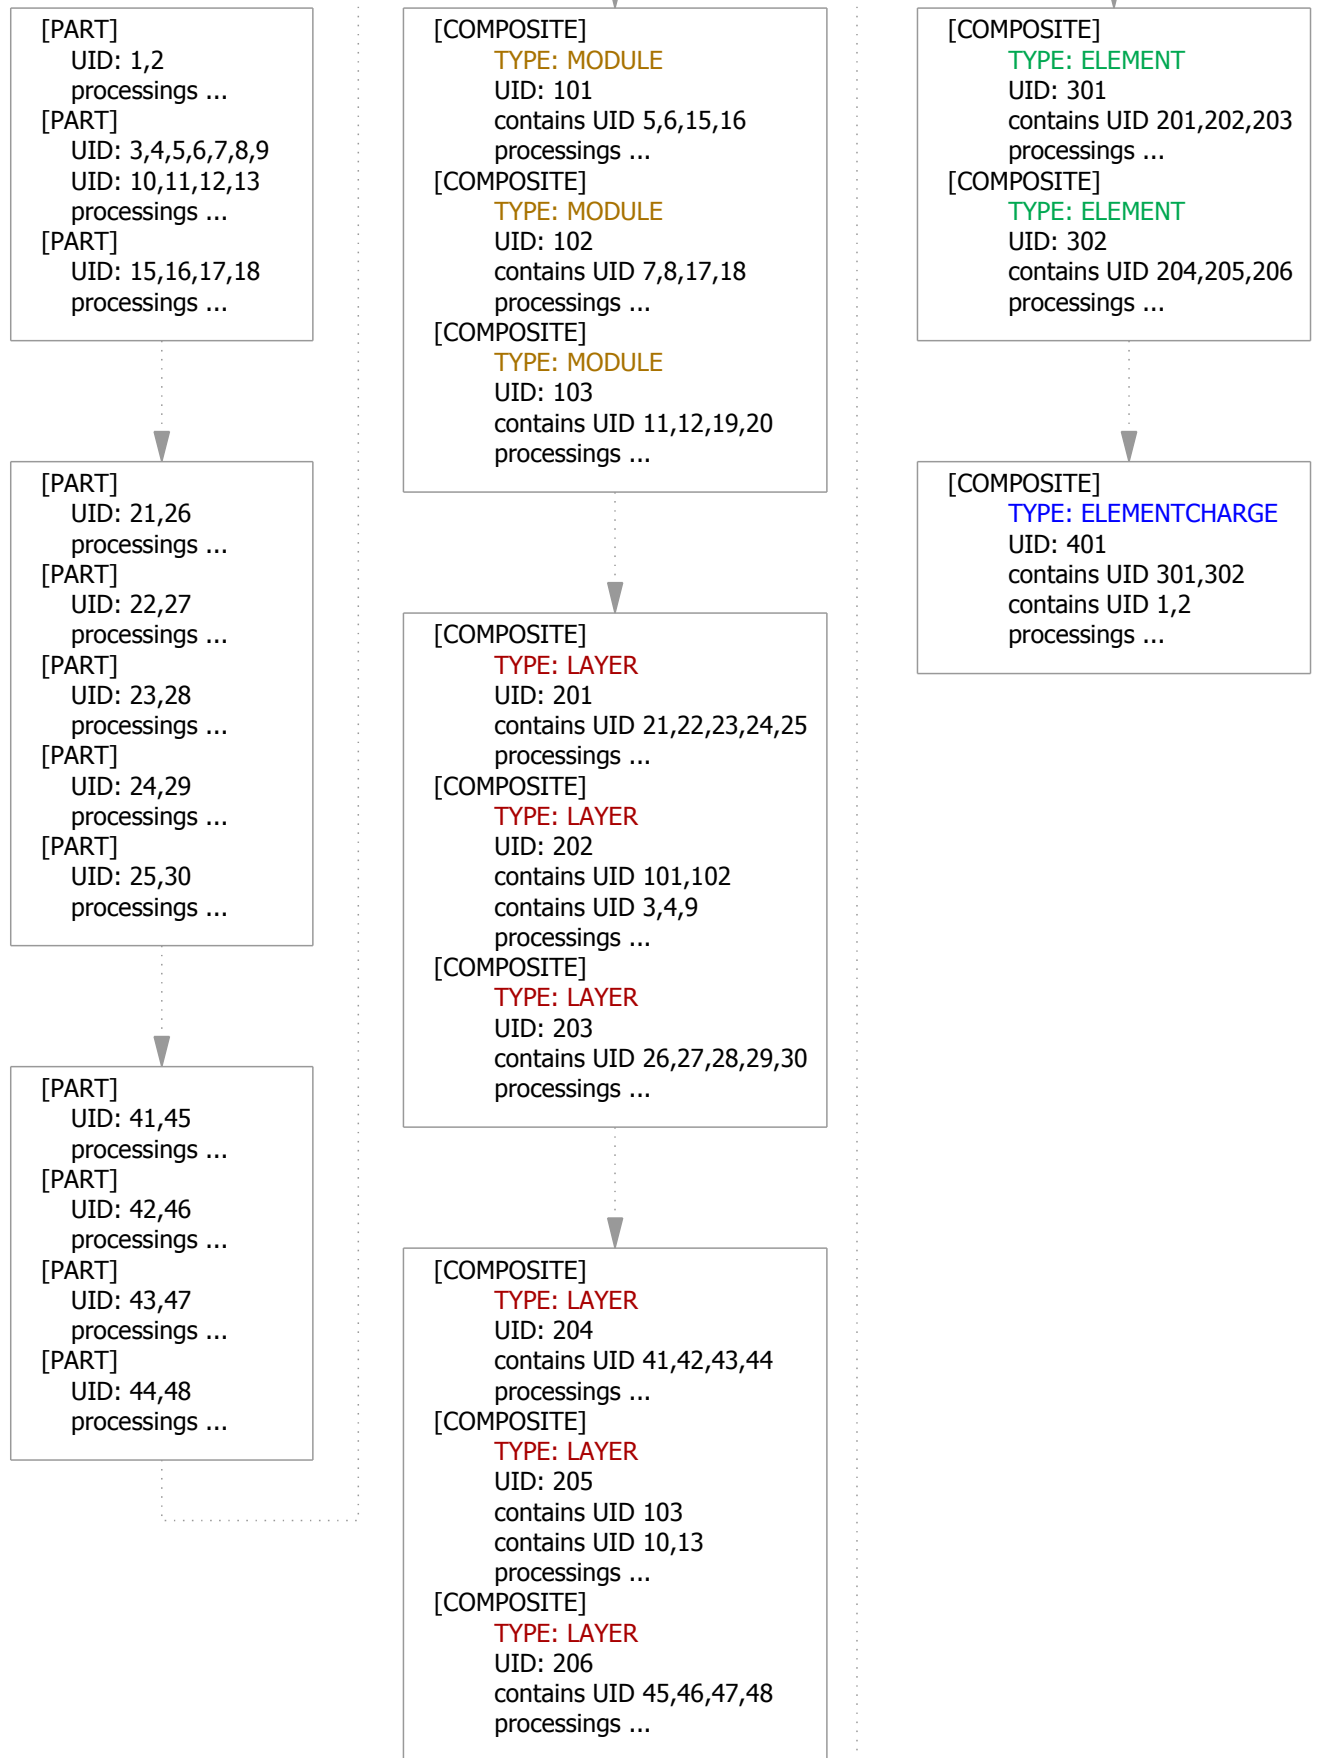 [PART]
UID: 1,2
processings ...
[PART]
UID: 3,4,5,6,7,8,9
UID: 10,11,12,13
processings ...
[PART]
UID: 15,16,17,18
processings ...
[PART]
UID: 21,26
processings ...
[PART]
UID: 22,27
processings ...
[PART]
UID: 23,28
processings ...
[PART]
UID: 24,29
processings ...
[PART]
UID: 25,30
processings ...
[PART]
UID: 41,45
processings ...
[PART]
UID: 42,46
processings ...
[PART]
UID: 43,47
processings ...
[PART]
UID: 44,48
processings ...
[COMPOSITE]
TYPE: MODULE
UID: 101
contains UID 5,6,15,16
processings ...
[COMPOSITE]
TYPE: MODULE
UID: 102
contains UID 7,8,17,18
processings ...
[COMPOSITE]
TYPE: MODULE
UID: 103
contains UID 11,12,19,20
processings ...
[COMPOSITE]
TYPE: LAYER
UID: 201
contains UID 21,22,23,24,25
processings ...
[COMPOSITE]
TYPE: LAYER
UID: 202
contains UID 101,102
contains UID 3,4,9
processings ...
[COMPOSITE]
TYPE: LAYER
UID: 203
contains UID 26,27,28,29,30
processings ...
[COMPOSITE]
TYPE: LAYER
UID: 204
contains UID 41,42,43,44
processings ...
[COMPOSITE]
TYPE: LAYER
UID: 205
contains UID 103
contains UID 10,13
processings ...
[COMPOSITE]
TYPE: LAYER
UID: 206
contains UID 45,46,47,48
processings ...
[COMPOSITE]
TYPE: ELEMENT
UID: 301
contains UID 201,202,203
processings ...
[COMPOSITE]
TYPE: ELEMENT
UID: 302
contains UID 204,205,206
processings ...
[COMPOSITE]
TYPE: ELEMENTCHARGE
UID: 401
contains UID 301,302
contains UID 1,2
processings ...